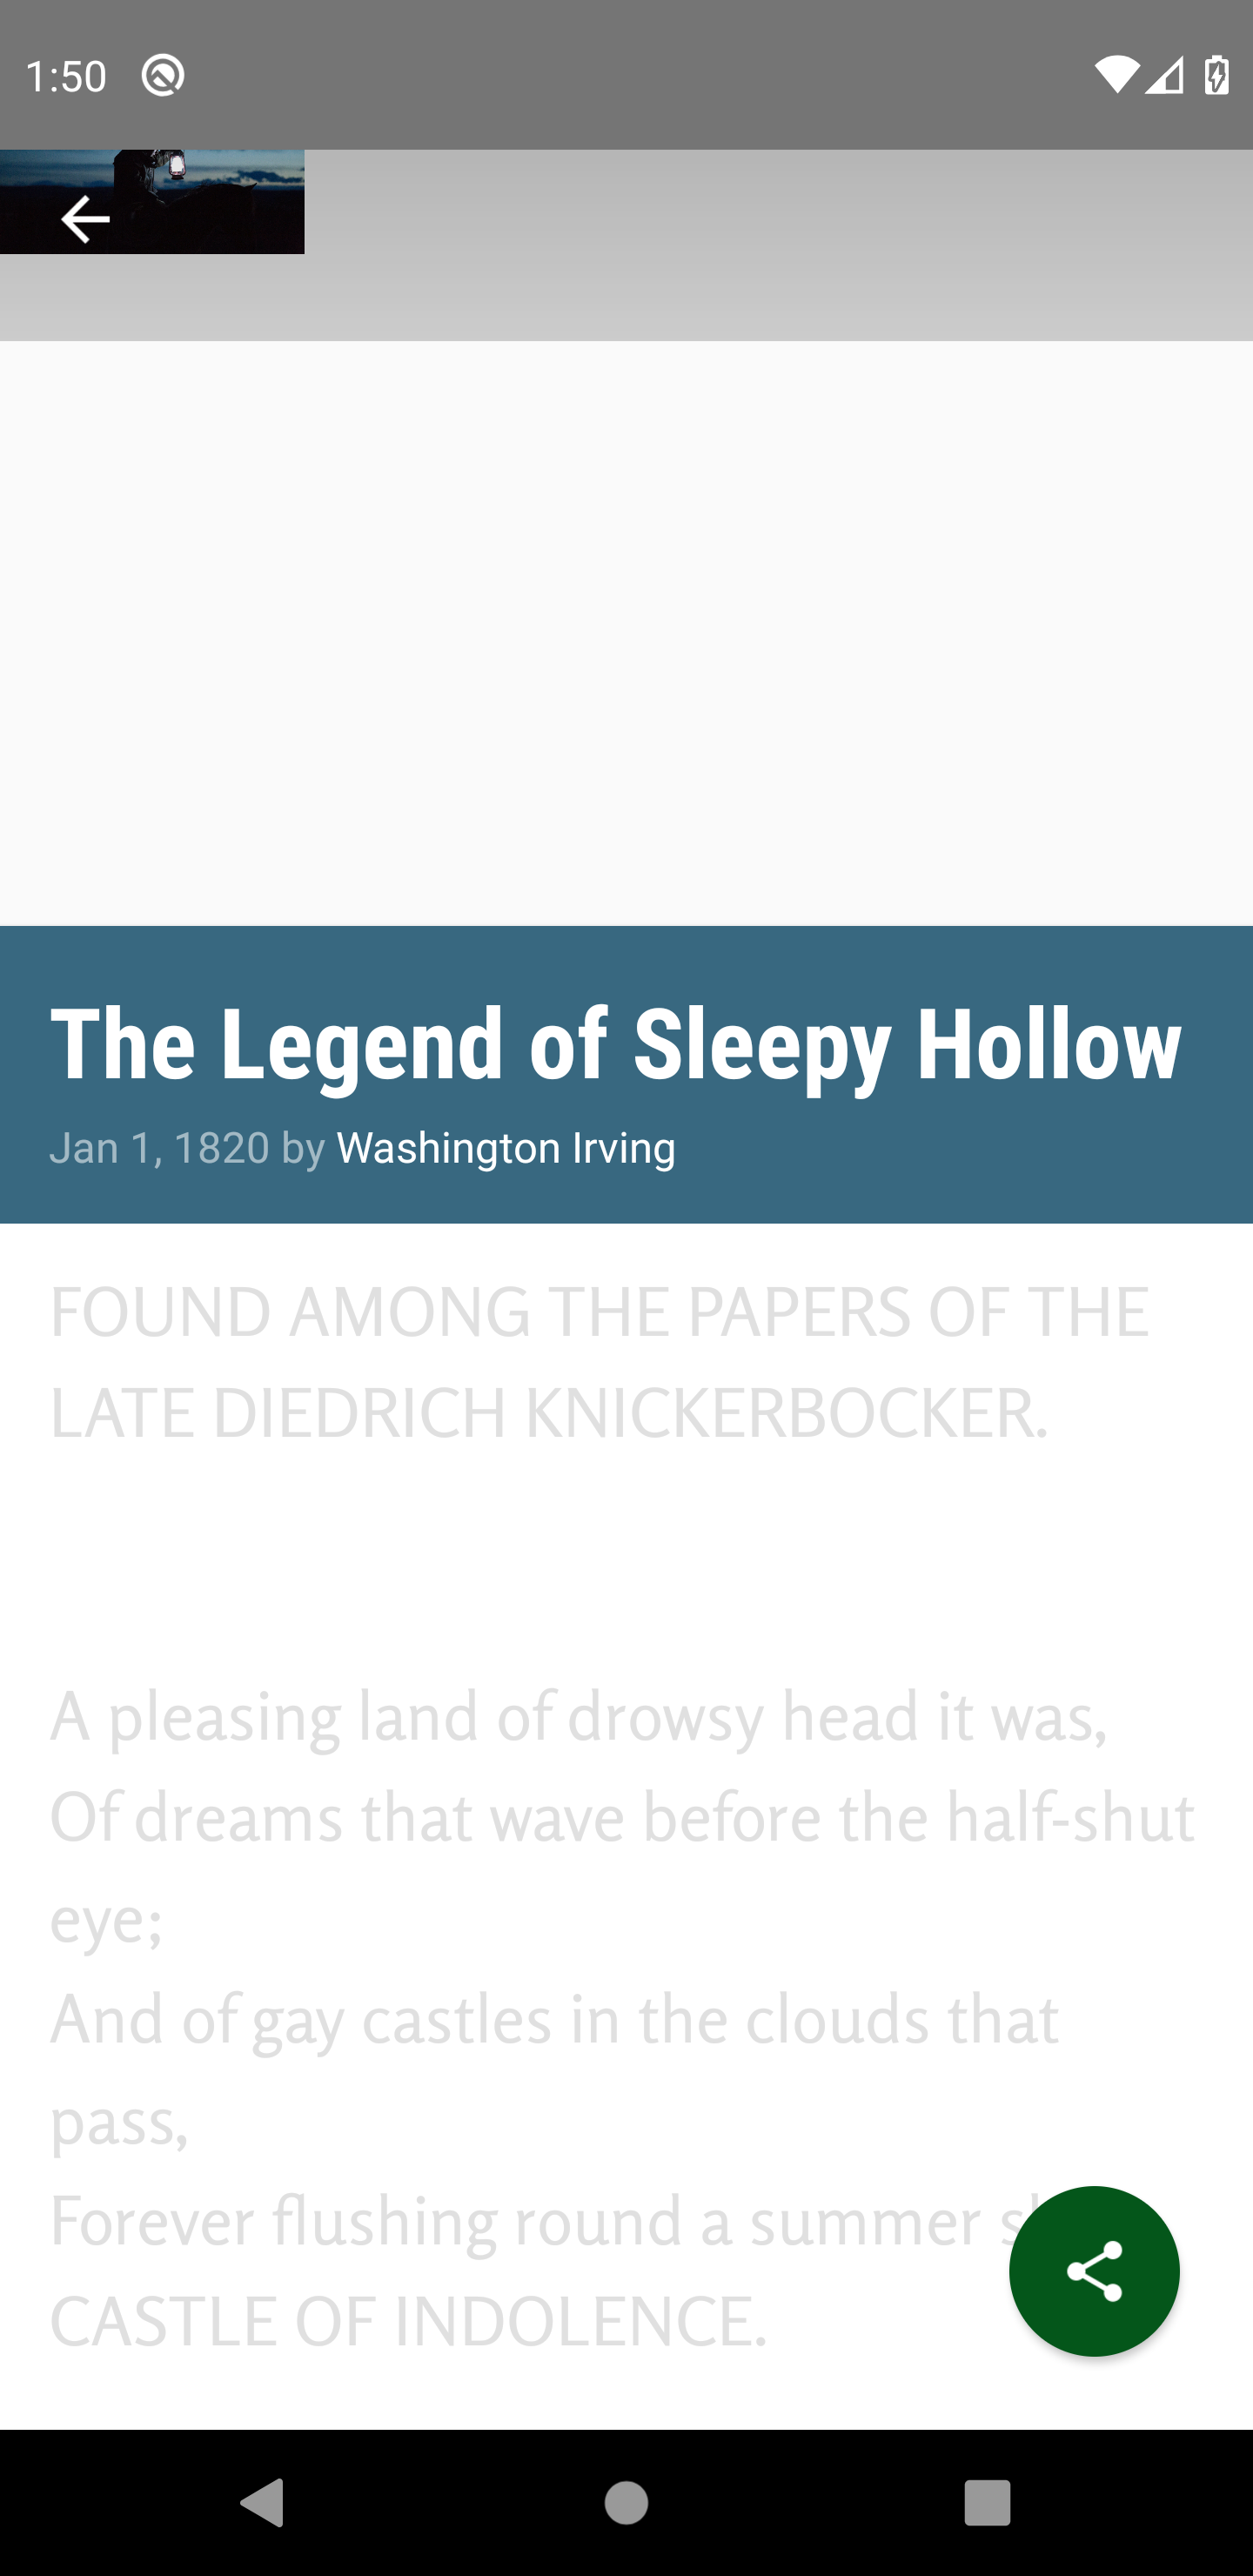 1:50
The Legend of Sleepy Hollow
Jan 1, 1820 by Washington Irving
FOUND AMONG THE PAPERS OF THE
LATE DIEDRICH KNICKERBOCKER.
A pleasing land of drowsy head it was,
Of dreams that wave before the half-shut
eye;
And of gay castles in the clouds that
pass,
Forever flushing round a summer
CASTLE OF INDOLENCE.